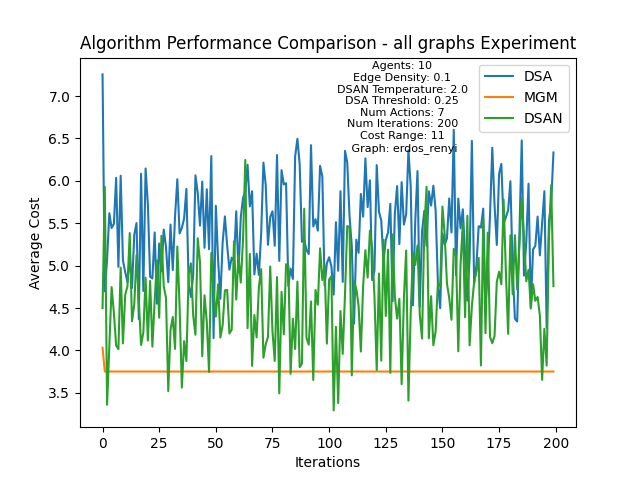 Algorithm Performance Comparison - all graphs Experiment
Agents: 10
Edge Density: 0.1
DSAN Temperature: 2.0
DSA Threshold: 0.25
Num Actions: 7
Num Iterations: 200
Cost Range: 11
Graph: erdos_renyi
DSA
MGM
DSAN
Average Cost
7.0
6.5
6.0
5.5
5.0
4.5
4.0
3.5
0 25 50 75 100 125 150 175 200
Iterations